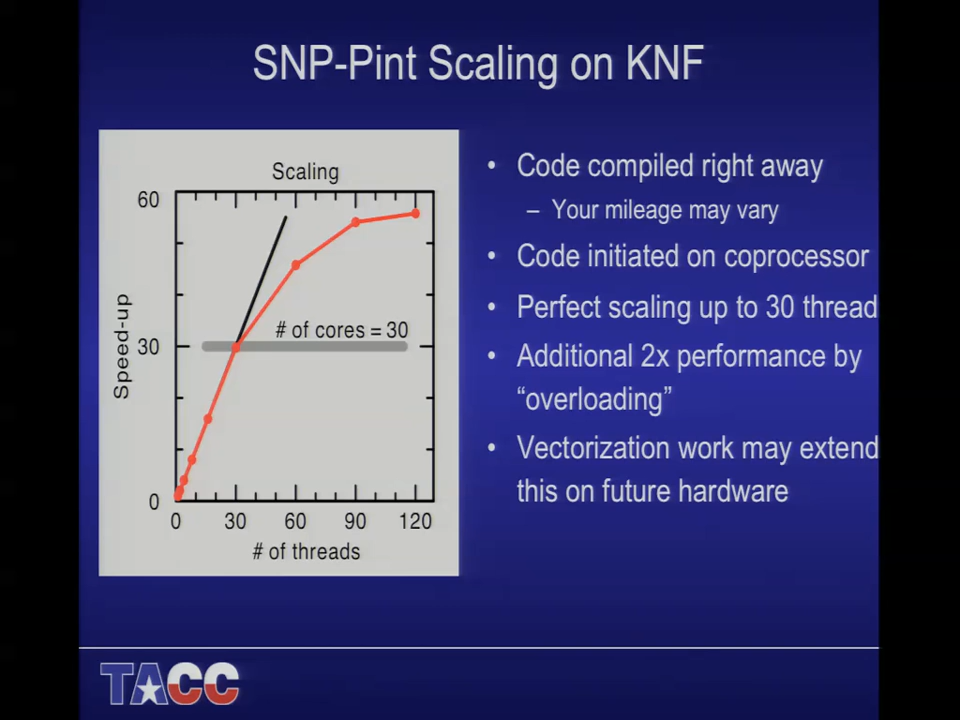 SNP-Pint Scaling on KNF
Scaling
60
30
0
Speed-up
# of cores = 30
0 30 60 90 120
# of threads
• Code compiled right away
– Your mileage may vary
• Code initiated on coprocessor
• Perfect scaling up to 30 thread
• Additional 2x performance by
“overloading”
• Vectorization work may extend
this on future hardware
TACC